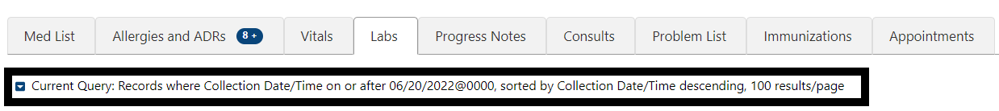 Med List Allergies and ADRs 8 + Vitals Labs Progress Notes Consults Problem List Immunizations Appointments
Current Query: Records where Collection Date/Time on or after 06/20/2022@0000, sorted by Collection Date/Time descending, 100 results/page